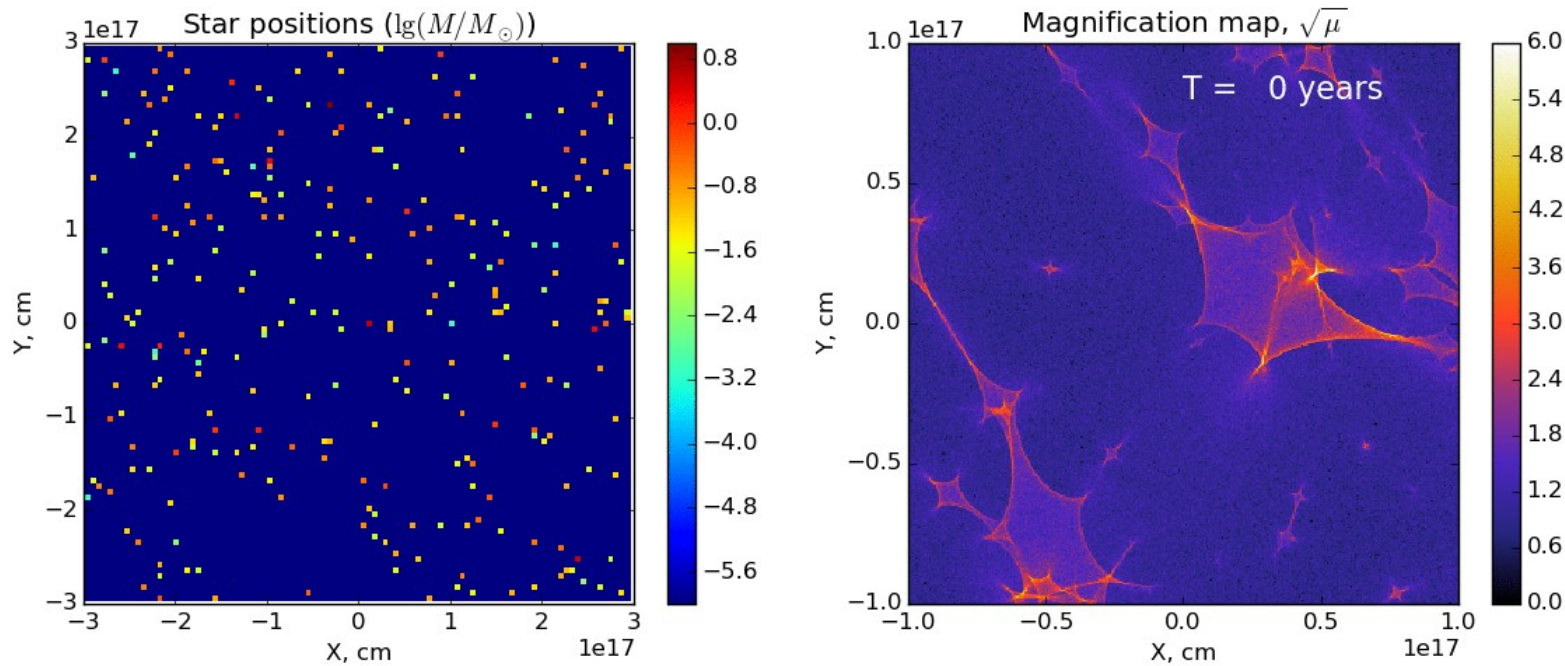 Star positions (lg(M/M⊙))
1e17
3
2
1
0
−1
−2
−3
Y, cm
−3 −2 −1 0 1 2 3
1e17
X, cm
0.8
0.0
−0.8
−1.6
−2.4
−3.2
−4.0
−4.8
−5.6
Magnification map, √μ
1e17
T = 0 years
1.0
0.5
0.0
−0.5
−1.0
Y, cm
−1.0 −0.5 0.0 0.5 1.0
1e17
X, cm
6.0
5.4
4.8
4.2
3.6
3.0
2.4
1.8
1.2
0.6
0.0